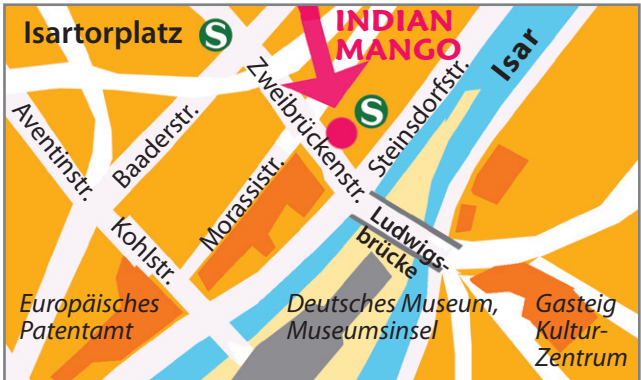 Isartorplatz S
INDIAN
MANGO
Isar
Zweibrückenstr.
S
Steinsdorfstr.
Aventinstr.
Baaderstr.
Morassistr.
Kohlstr.
Ludwigs-
brücke
Europäisches
Patentamt
Deutsches Museum,
Museumsinsel
Gasteig
Kultur-
Zentrum